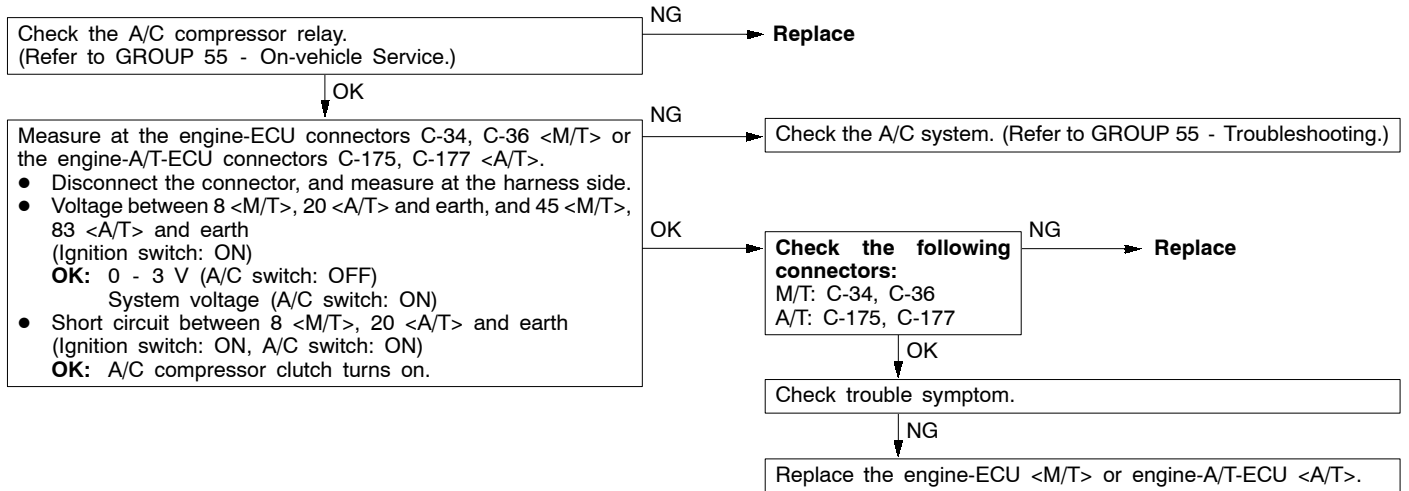 Check the A/C compressor relay.
(Refer to GROUP 55 - On-vehicle Service.)
NG
Replace
OK
Measure at the engine-ECU connectors C-34, C-36 <M/T> or
the engine-A/T-ECU connectors C-175, C-177 <A/T>.
● Disconnect the connector, and measure at the harness side.
● Voltage between 8 <M/T>, 20 <A/T> and earth, and 45 <M/T>,
83 <A/T> and earth
(Ignition switch: ON)
OK: 0 - 3 V (A/C switch: OFF)
System voltage (A/C switch: ON)
● Short circuit between 8 <M/T>, 20 <A/T> and earth
(Ignition switch: ON, A/C switch: ON)
OK: A/C compressor clutch turns on.
NG
Check the A/C system. (Refer to GROUP 55 - Troubleshooting.)
OK
Check the following
connectors:
M/T: C-34, C-36
A/T: C-175, C-177
NG
Replace
OK
Check trouble symptom.
NG
Replace the engine-ECU <M/T> or engine-A/T-ECU <A/T>.